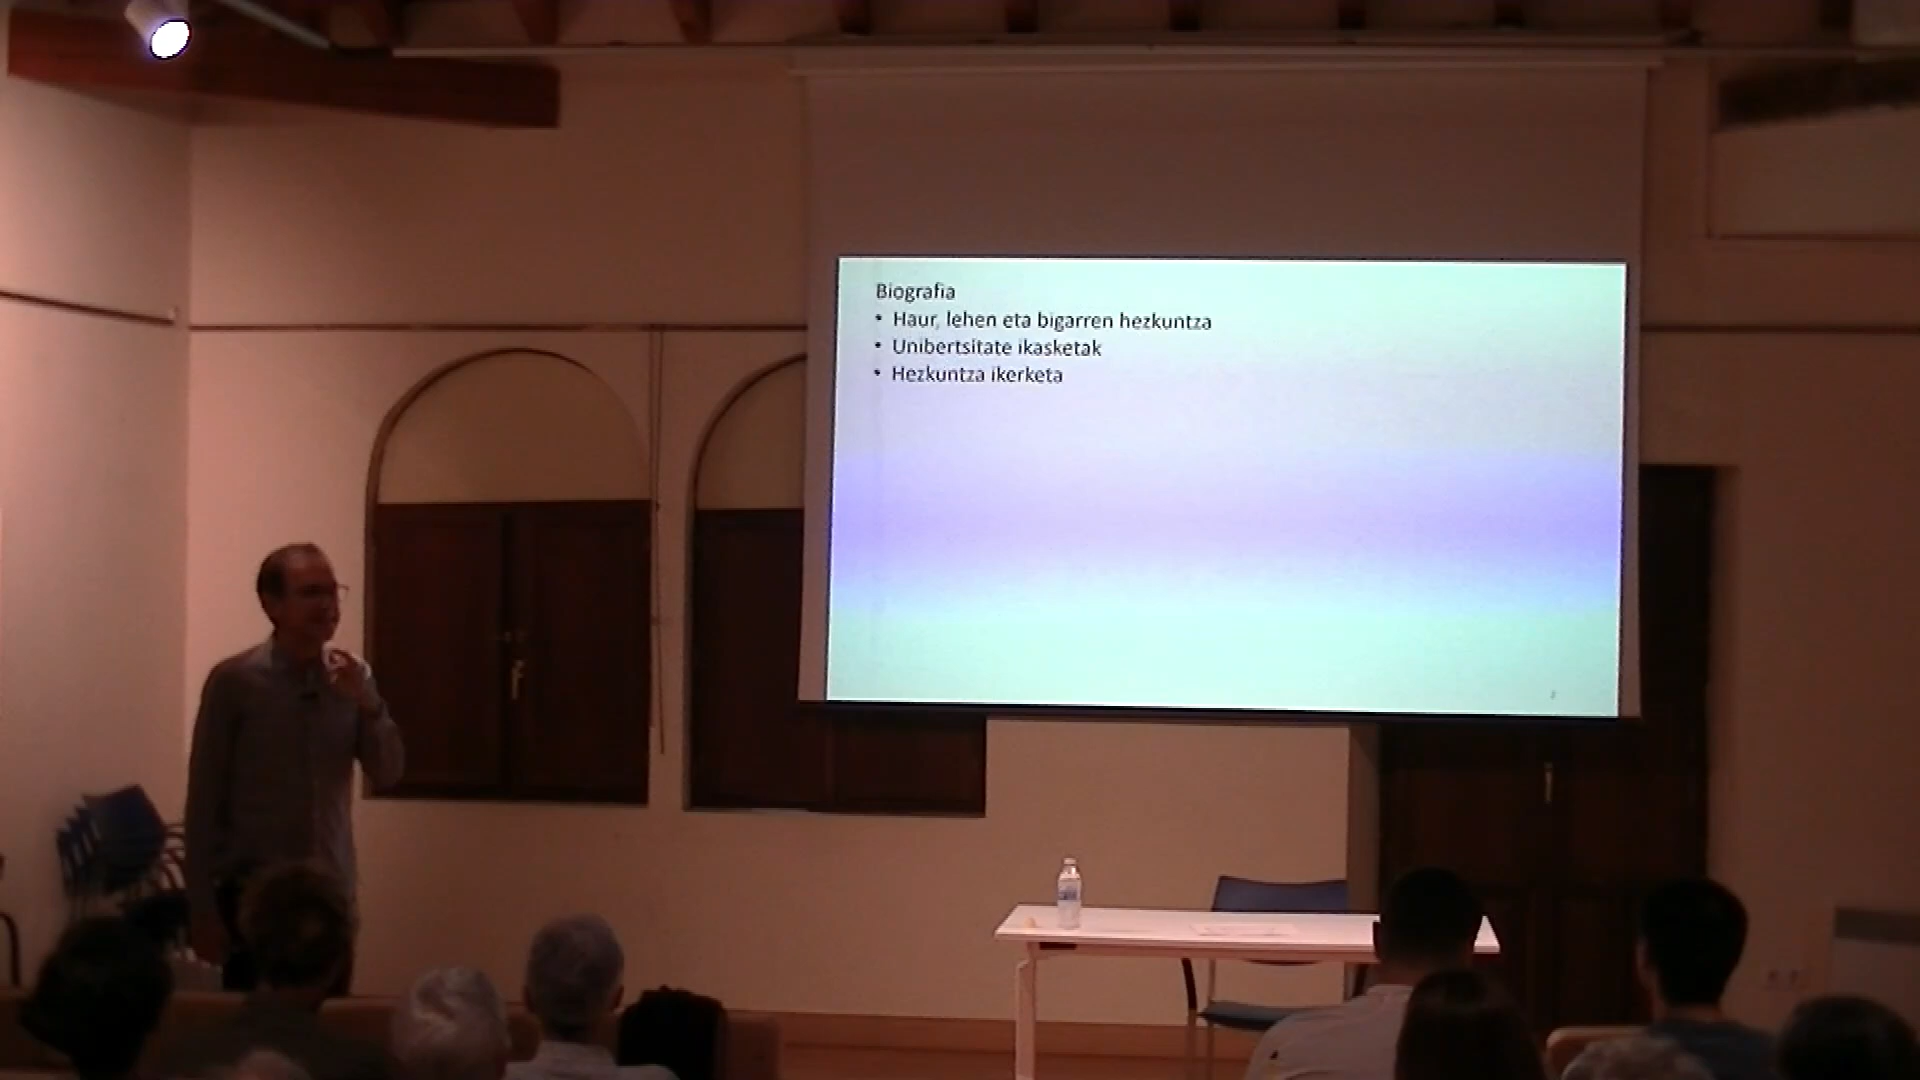 Biografia
• Haur, lehen eta bigarren hezkuntza
• Unibertsitate ikasketak
• Hezkuntza ikerketa